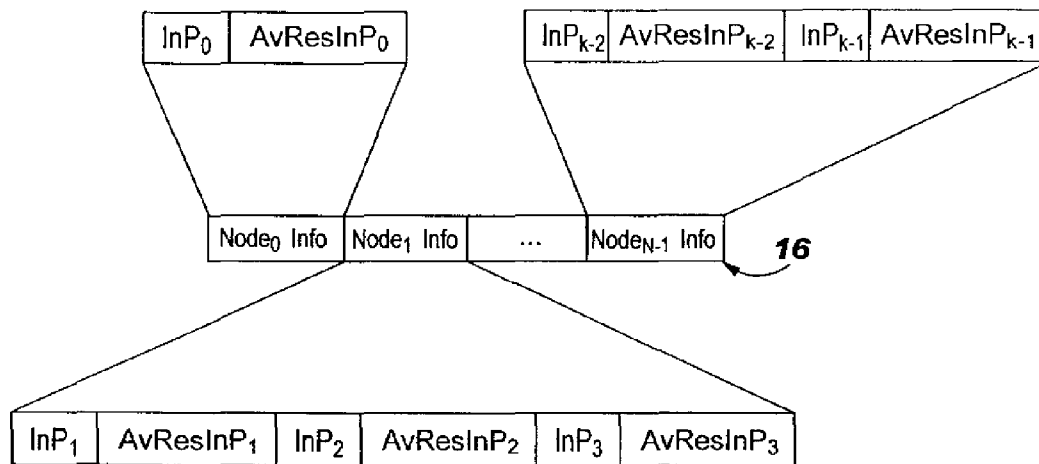 InP₀ AvResInP₀ InPₖ₋₂ AvResInPₖ₋₂ InPₖ₋₁ AvResInPₖ₋₁
Node₀ Info Node₁ Info ... Node_N-1 Info
16
InP₁ AvResInP₁ InP₂ AvResInP₂ InP₃ AvResInP₃